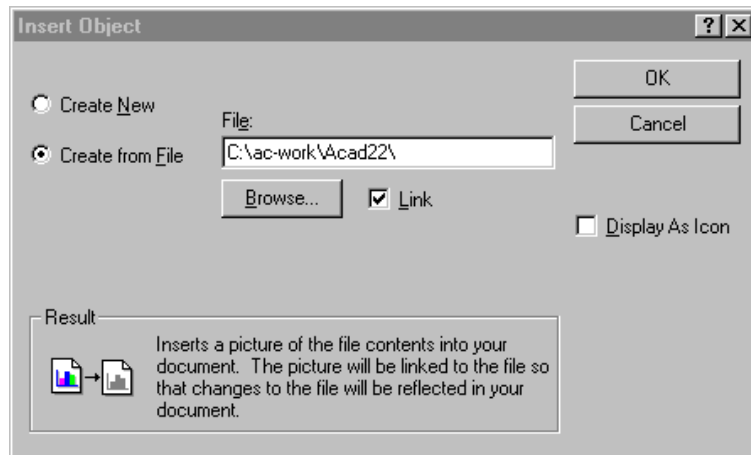 Insert Object
Create New
Create from File
File:
C:\ac-work\Acad22\
Browse...
Link
OK
Cancel
Display As Icon
Result
Inserts a picture of the file contents into your
document. The picture will be linked to the file so
that changes to the file will be reflected in your
document.